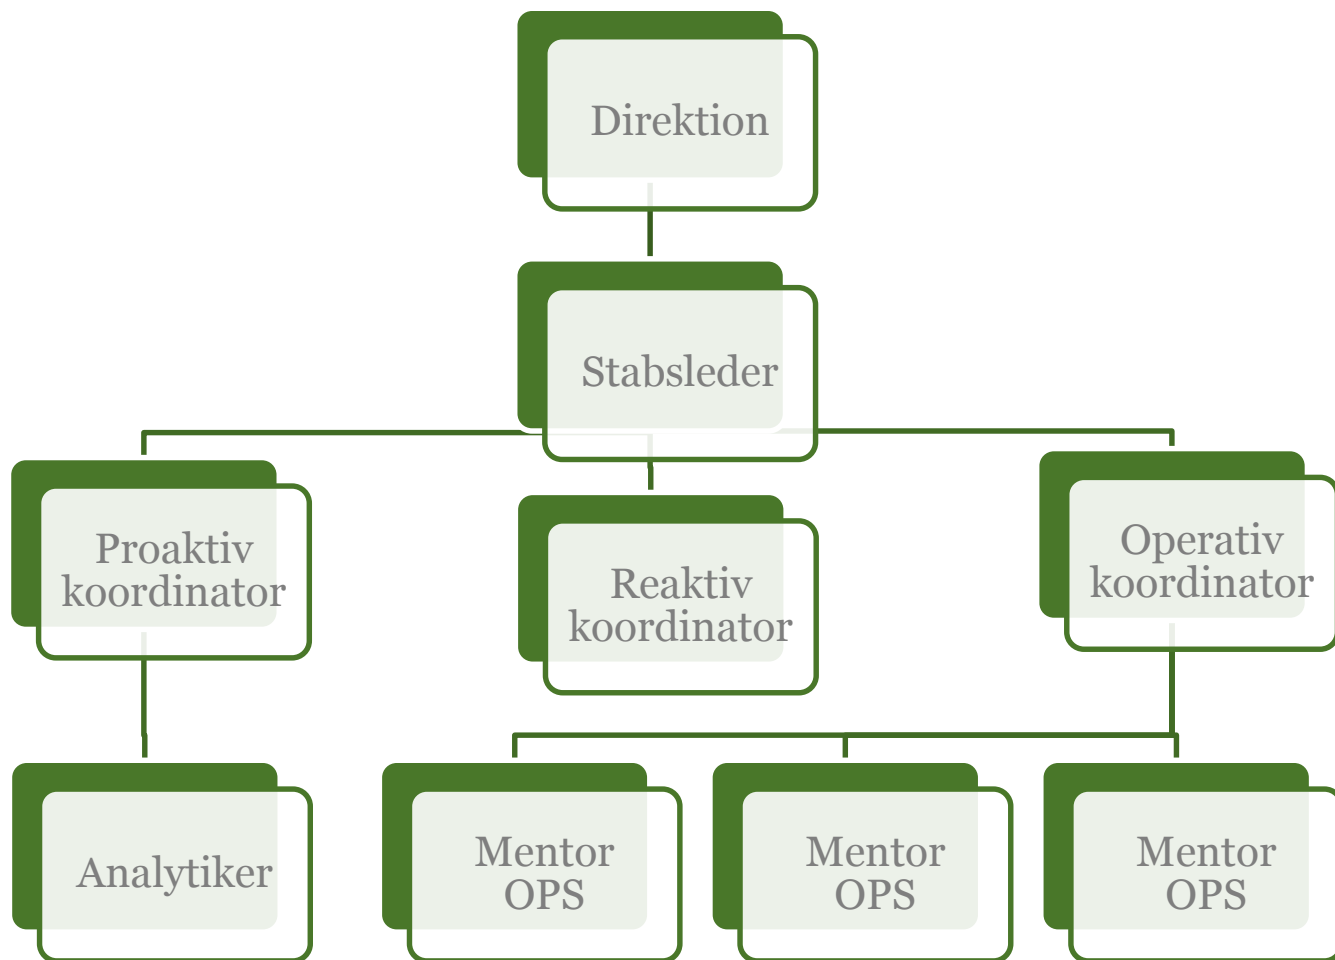 Direktion
Stabsleder
Proaktiv
koordinator
Reaktiv
koordinator
Operativ
koordinator
Analytiker
Mentor
OPS
Mentor
OPS
Mentor
OPS